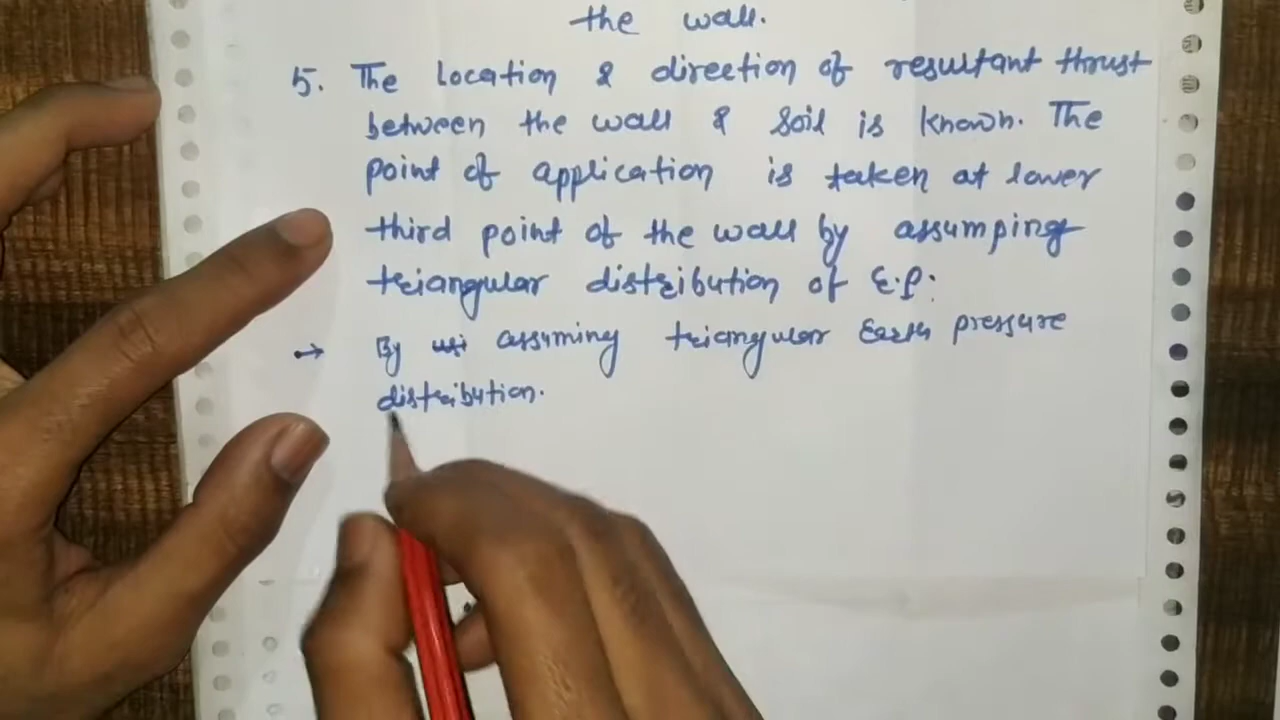 the wall.
5. The location & direction of resultant thrust
between the wall & soil is known. The
point of application is taken at lower
third point of the wall by assumping
triangular distribution of E.P.
→ By assuming triangular Earth pressure
distribution.